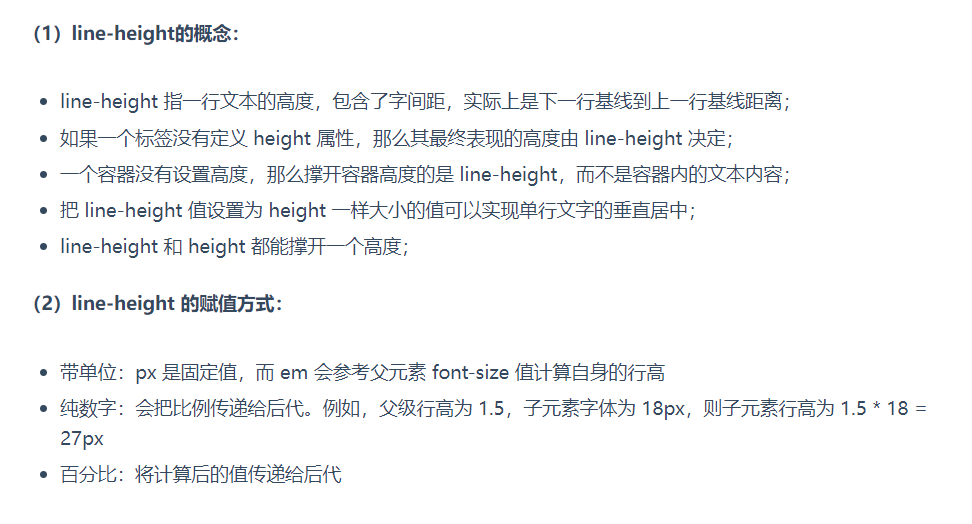 （1）line-height的概念：
• line-height 指一行文本的高度，包含了字间距，实际上是下一行基线到上一行基线距离；
• 如果一个标签没有定义 height 属性，那么其最终表现的高度由 line-height 决定；
• 一个容器没有设置高度，那么撑开容器高度的是 line-height，而不是容器内的文本内容；
• 把 line-height 值设置为 height 一样大小的值可以实现单行文字的垂直居中；
• line-height 和 height 都能撑开一个高度；
（2）line-height 的赋值方式：
• 带单位：px 是固定值，而 em 会参考父元素 font-size 值计算自身的行高
• 纯数字：会把比例传递给后代。例如，父级行高为 1.5，子元素字体为 18px，则子元素行高为 1.5 * 18 =
27px
• 百分比：将计算后的值传递给后代